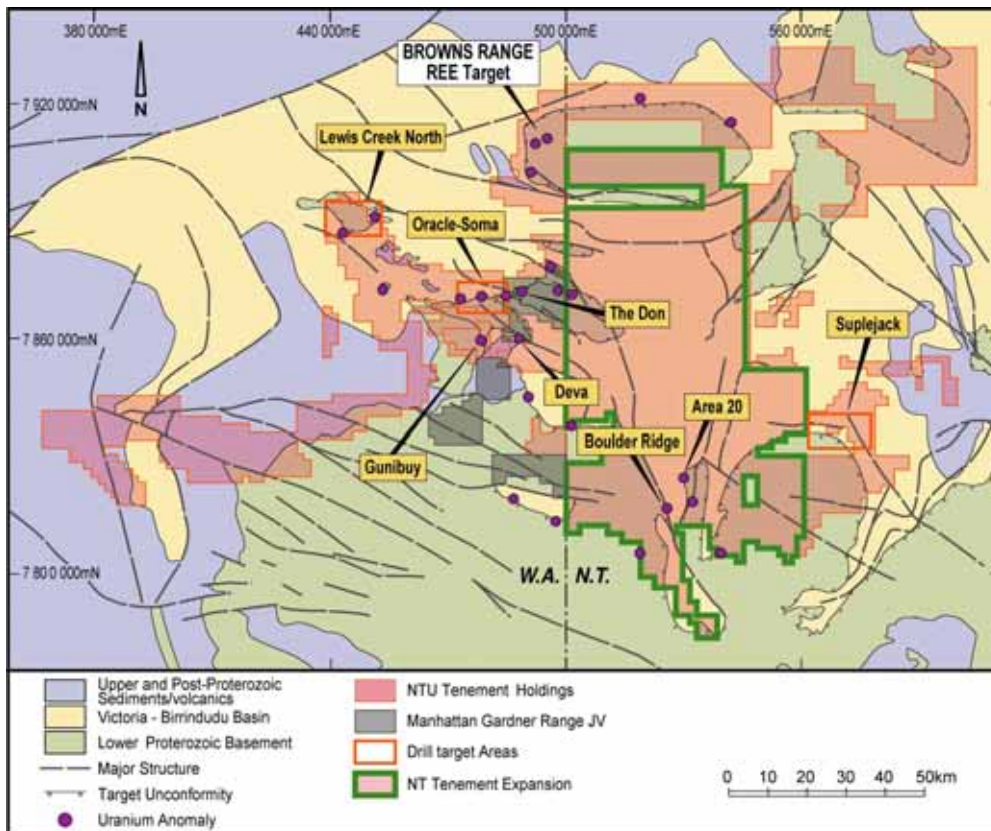 380 000mE
440 000mE
500 000mE
560 000mE
N
BROWNS RANGE
REE Target
7 920 000mN
Lewis Creek North
Oracle-Soma
The Don
Suplejack
7 860 000mN
Deva
Area 20
Boulder Ridge
Gunibuy
W.A.
N.T.
7 80 0 000mN
Upper and Post-Proterozoic
Sediments/volcanics
Victoria - Birrindudu Basin
Lower Proterozoic Basement
Major Structure
Target Unconformity
Uranium Anomaly
NTU Tenement Holdings
Manhattan Gardner Range JV
Drill target Areas
NT Tenement Expansion
0 10 20 30 40 50km